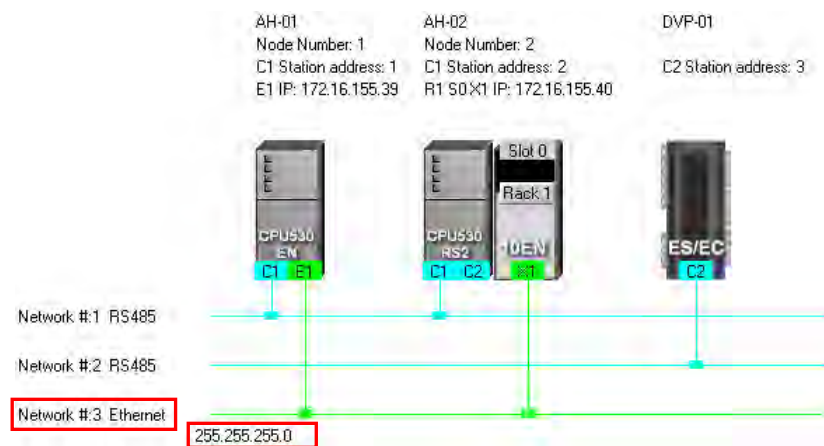 AH-01
Node Number: 1
C1 Station address: 1
E1 IP: 172.16.155.39
AH-02
Node Number: 2
C1 Station address: 2
R1 S0 X1 IP: 172.16.155.40
DVP-01
C2 Station address: 3
CPU530
EN
C1 E1
CPU530
RS2
C1 C2
Slot 0
Rack 1
10EN
X1
ES/EC
C2
Network #:1 RS485
Network #:2 RS485
Network #:3 Ethernet
255.255.255.0